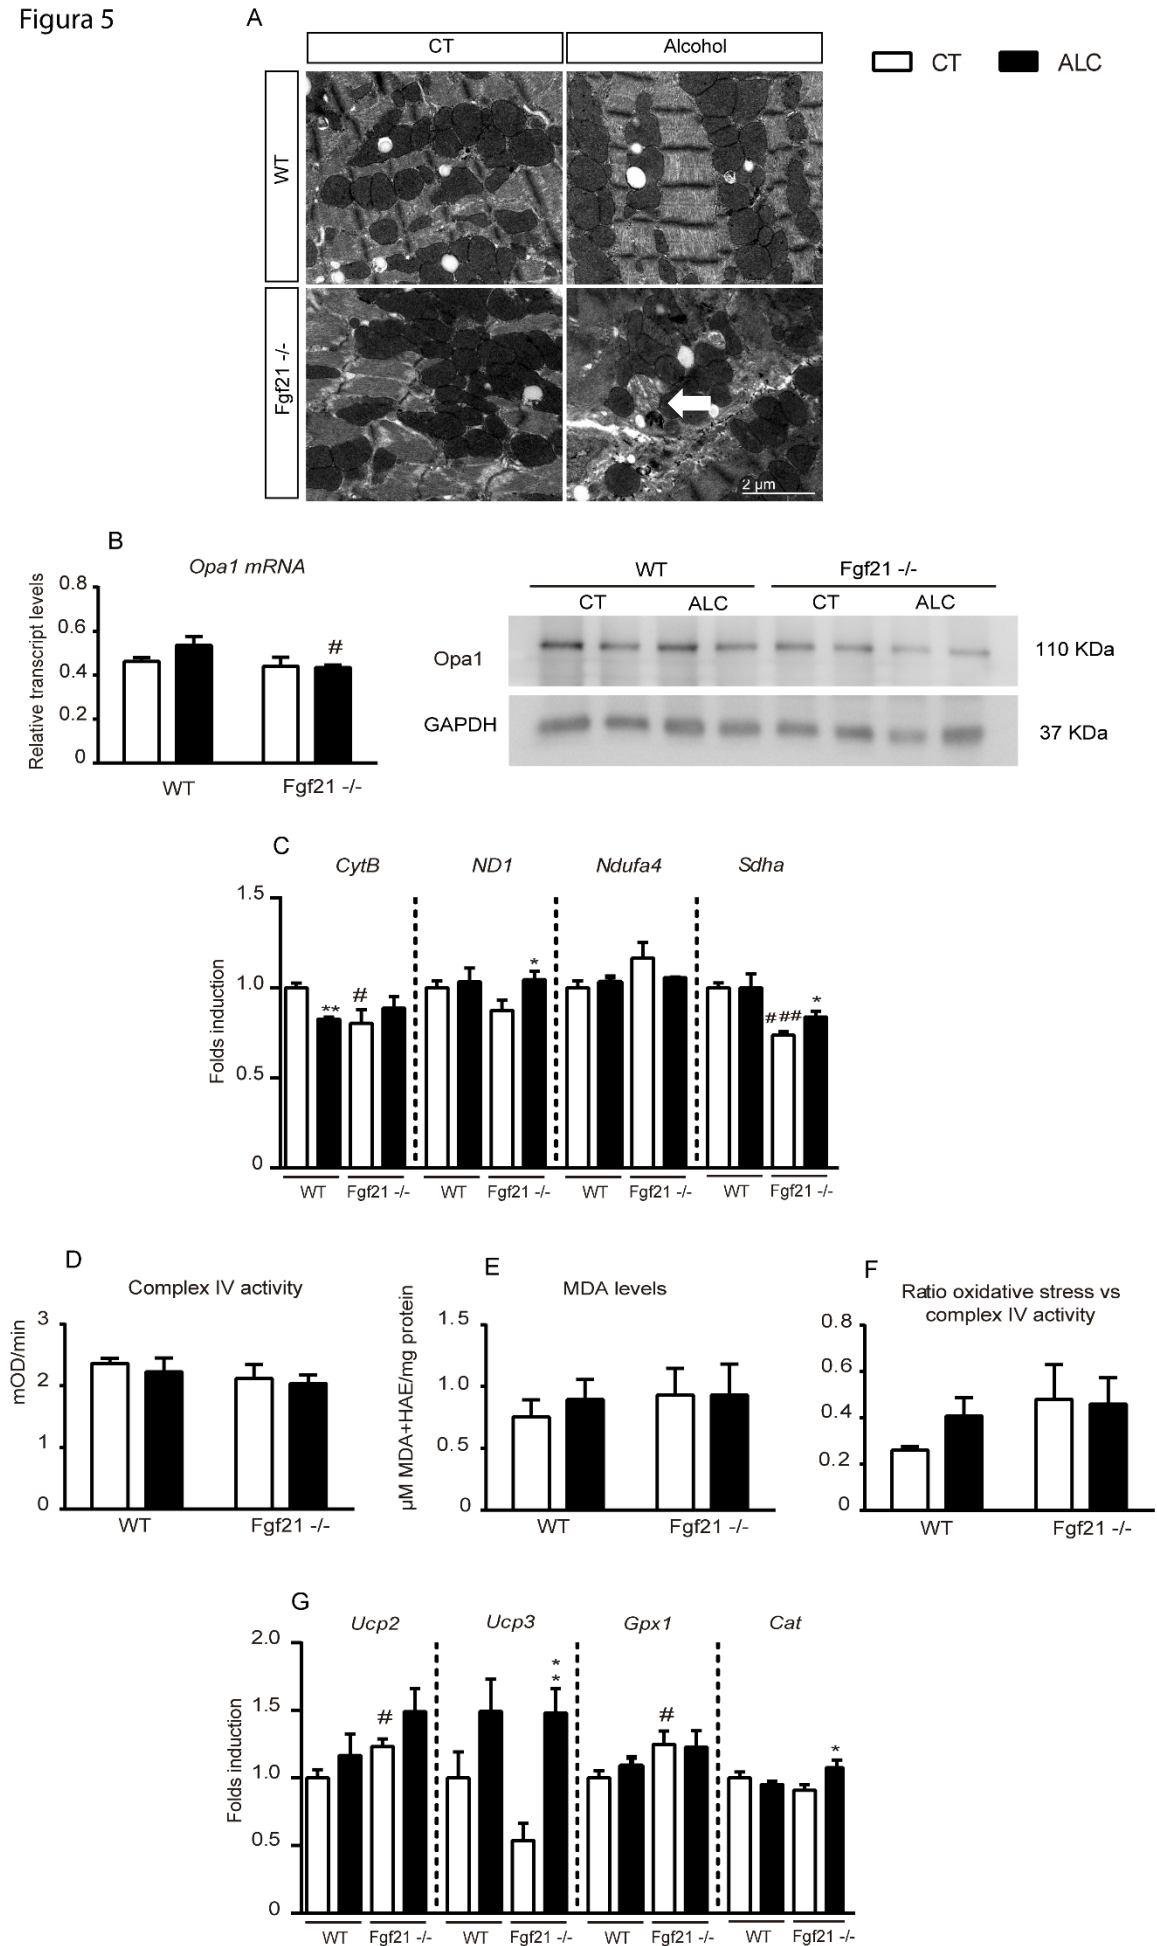 Figura 5
A
CT
Alcohol
CT
ALC
WT
Fgf21 -/-
2 µm
B
Opa1 mRNA
Relative transcript levels
0.8
0.6
0.4
0.2
0
#
WT
Fgf21 -/-
WT
Fgf21 -/-
CT
ALC
CT
ALC
Opa1
110 KDa
GAPDH
37 KDa
C
CytB
ND1
Ndufa4
Sdha
Folds induction
1.5
1.0
0.5
0
**
#
*
###
*
WT
Fgf21 -/-
WT
Fgf21 -/-
WT
Fgf21 -/-
WT
Fgf21 -/-
D
Complex IV activity
mOD/min
3
2
1
0
WT
Fgf21 -/-
E
MDA levels
µM MDA+HAE/mg protein
1.5
1.0
0.5
0
WT
Fgf21 -/-
F
Ratio oxidative stress vs
complex IV activity
0.8
0.6
0.4
0.2
0
WT
Fgf21 -/-
G
Ucp2
Ucp3
Gpx1
Cat
Folds induction
2.0
1.5
1.0
0.5
0
#
*
*
#
*
WT
Fgf21 -/-
WT
Fgf21 -/-
WT
Fgf21 -/-
WT
Fgf21 -/-